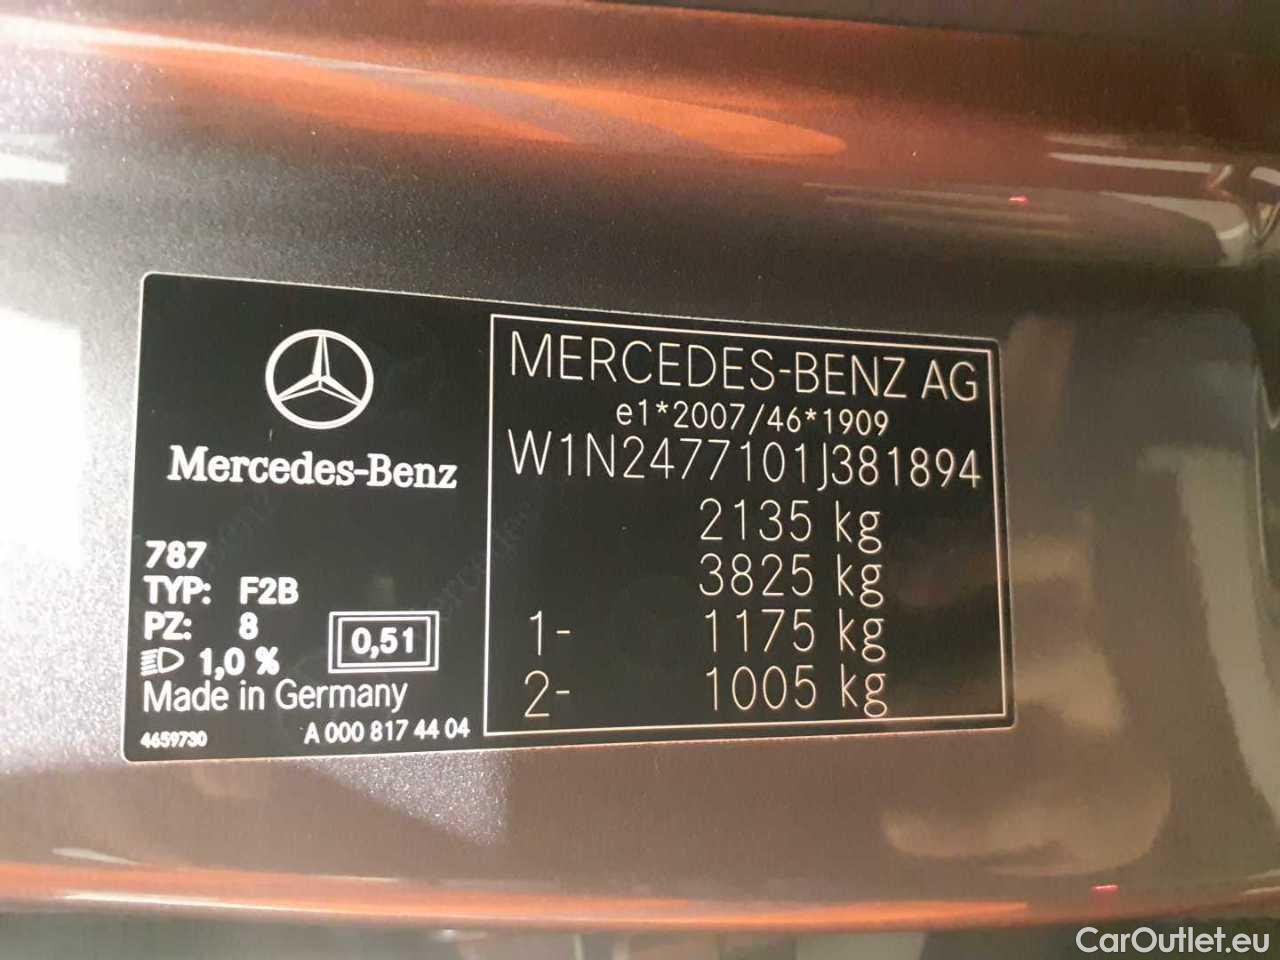 Mercedes-Benz
787
TYP: F2B
PZ: 8
1,0 %
0,51
Made in Germany
4659730
A 000 817 44 04
MERCEDES-BENZ AG
e1*2007/46*1909
W1N2477101J381894
2135 kg
3825 kg
1- 1175 kg
2- 1005 kg
CarOutlet.eu